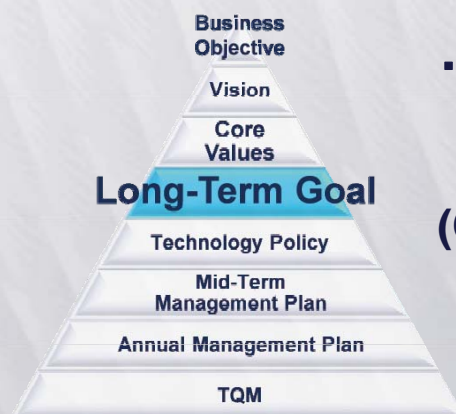 Business
Objective
Vision
Core
Values
Long-Term Goal
Technology Policy
Mid-Term
Management Plan
Annual Management Plan
TQM
(